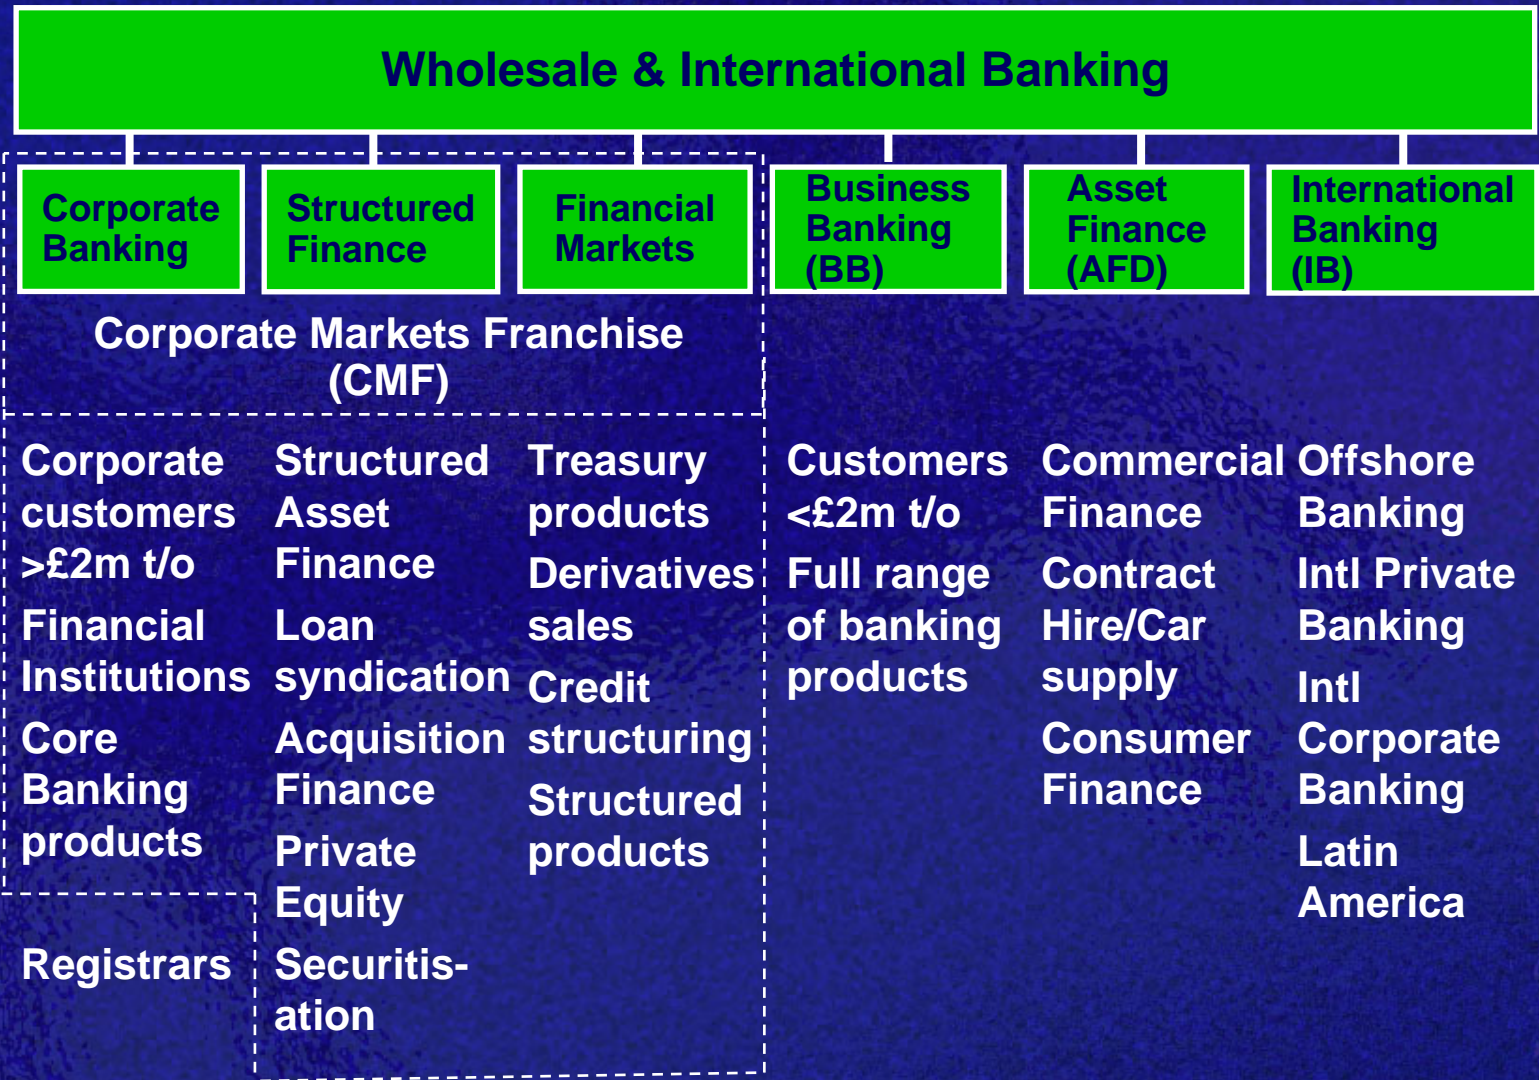 Wholesale & International Banking
Corporate
Banking
Structured
Finance
Financial
Markets
Business
Banking
(BB)
Asset
Finance
(AFD)
International
Banking
(IB)
Corporate Markets Franchise
(CMF)
Corporate
customers
>£2m t/o
Financial
Institutions
Core
Banking
products
Registrars
Structured
Asset
Finance
Loan
syndication
Acquisition
Finance
Private
Equity
Securitis-
ation
Treasury
products
Derivatives
sales
Credit
structuring
Structured
products
Customers
<£2m t/o
Full range
of banking
products
Commercial
Finance
Contract
Hire/Car
supply
Consumer
Finance
Offshore
Banking
Intl Private
Banking
Intl
Corporate
Banking
Latin
America